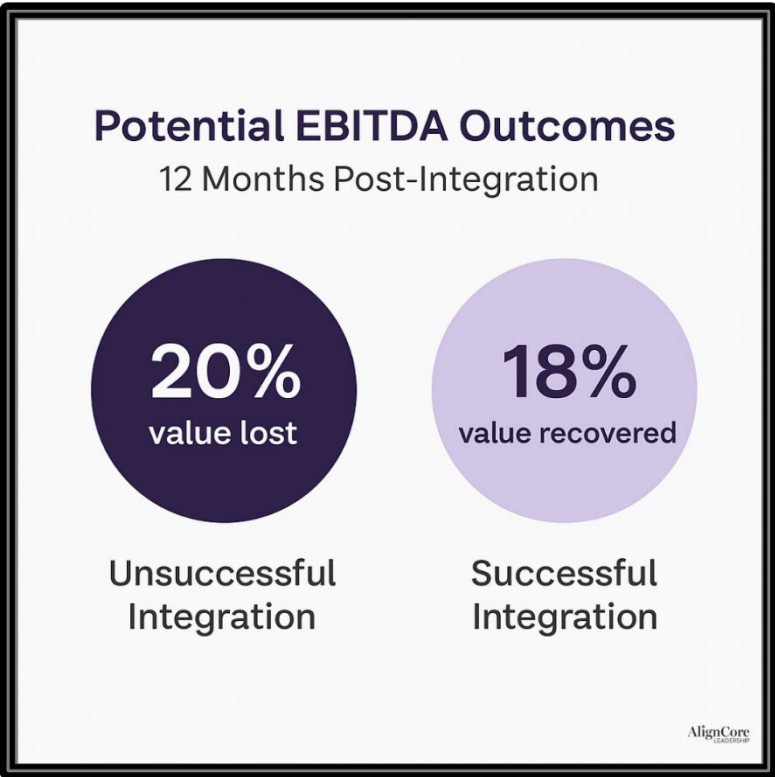 Potential EBITDA Outcomes
12 Months Post-Integration
20%
value lost
18%
value recovered
Unsuccessful
Integration
Successful
Integration
AlignCore
LEADERSHIP